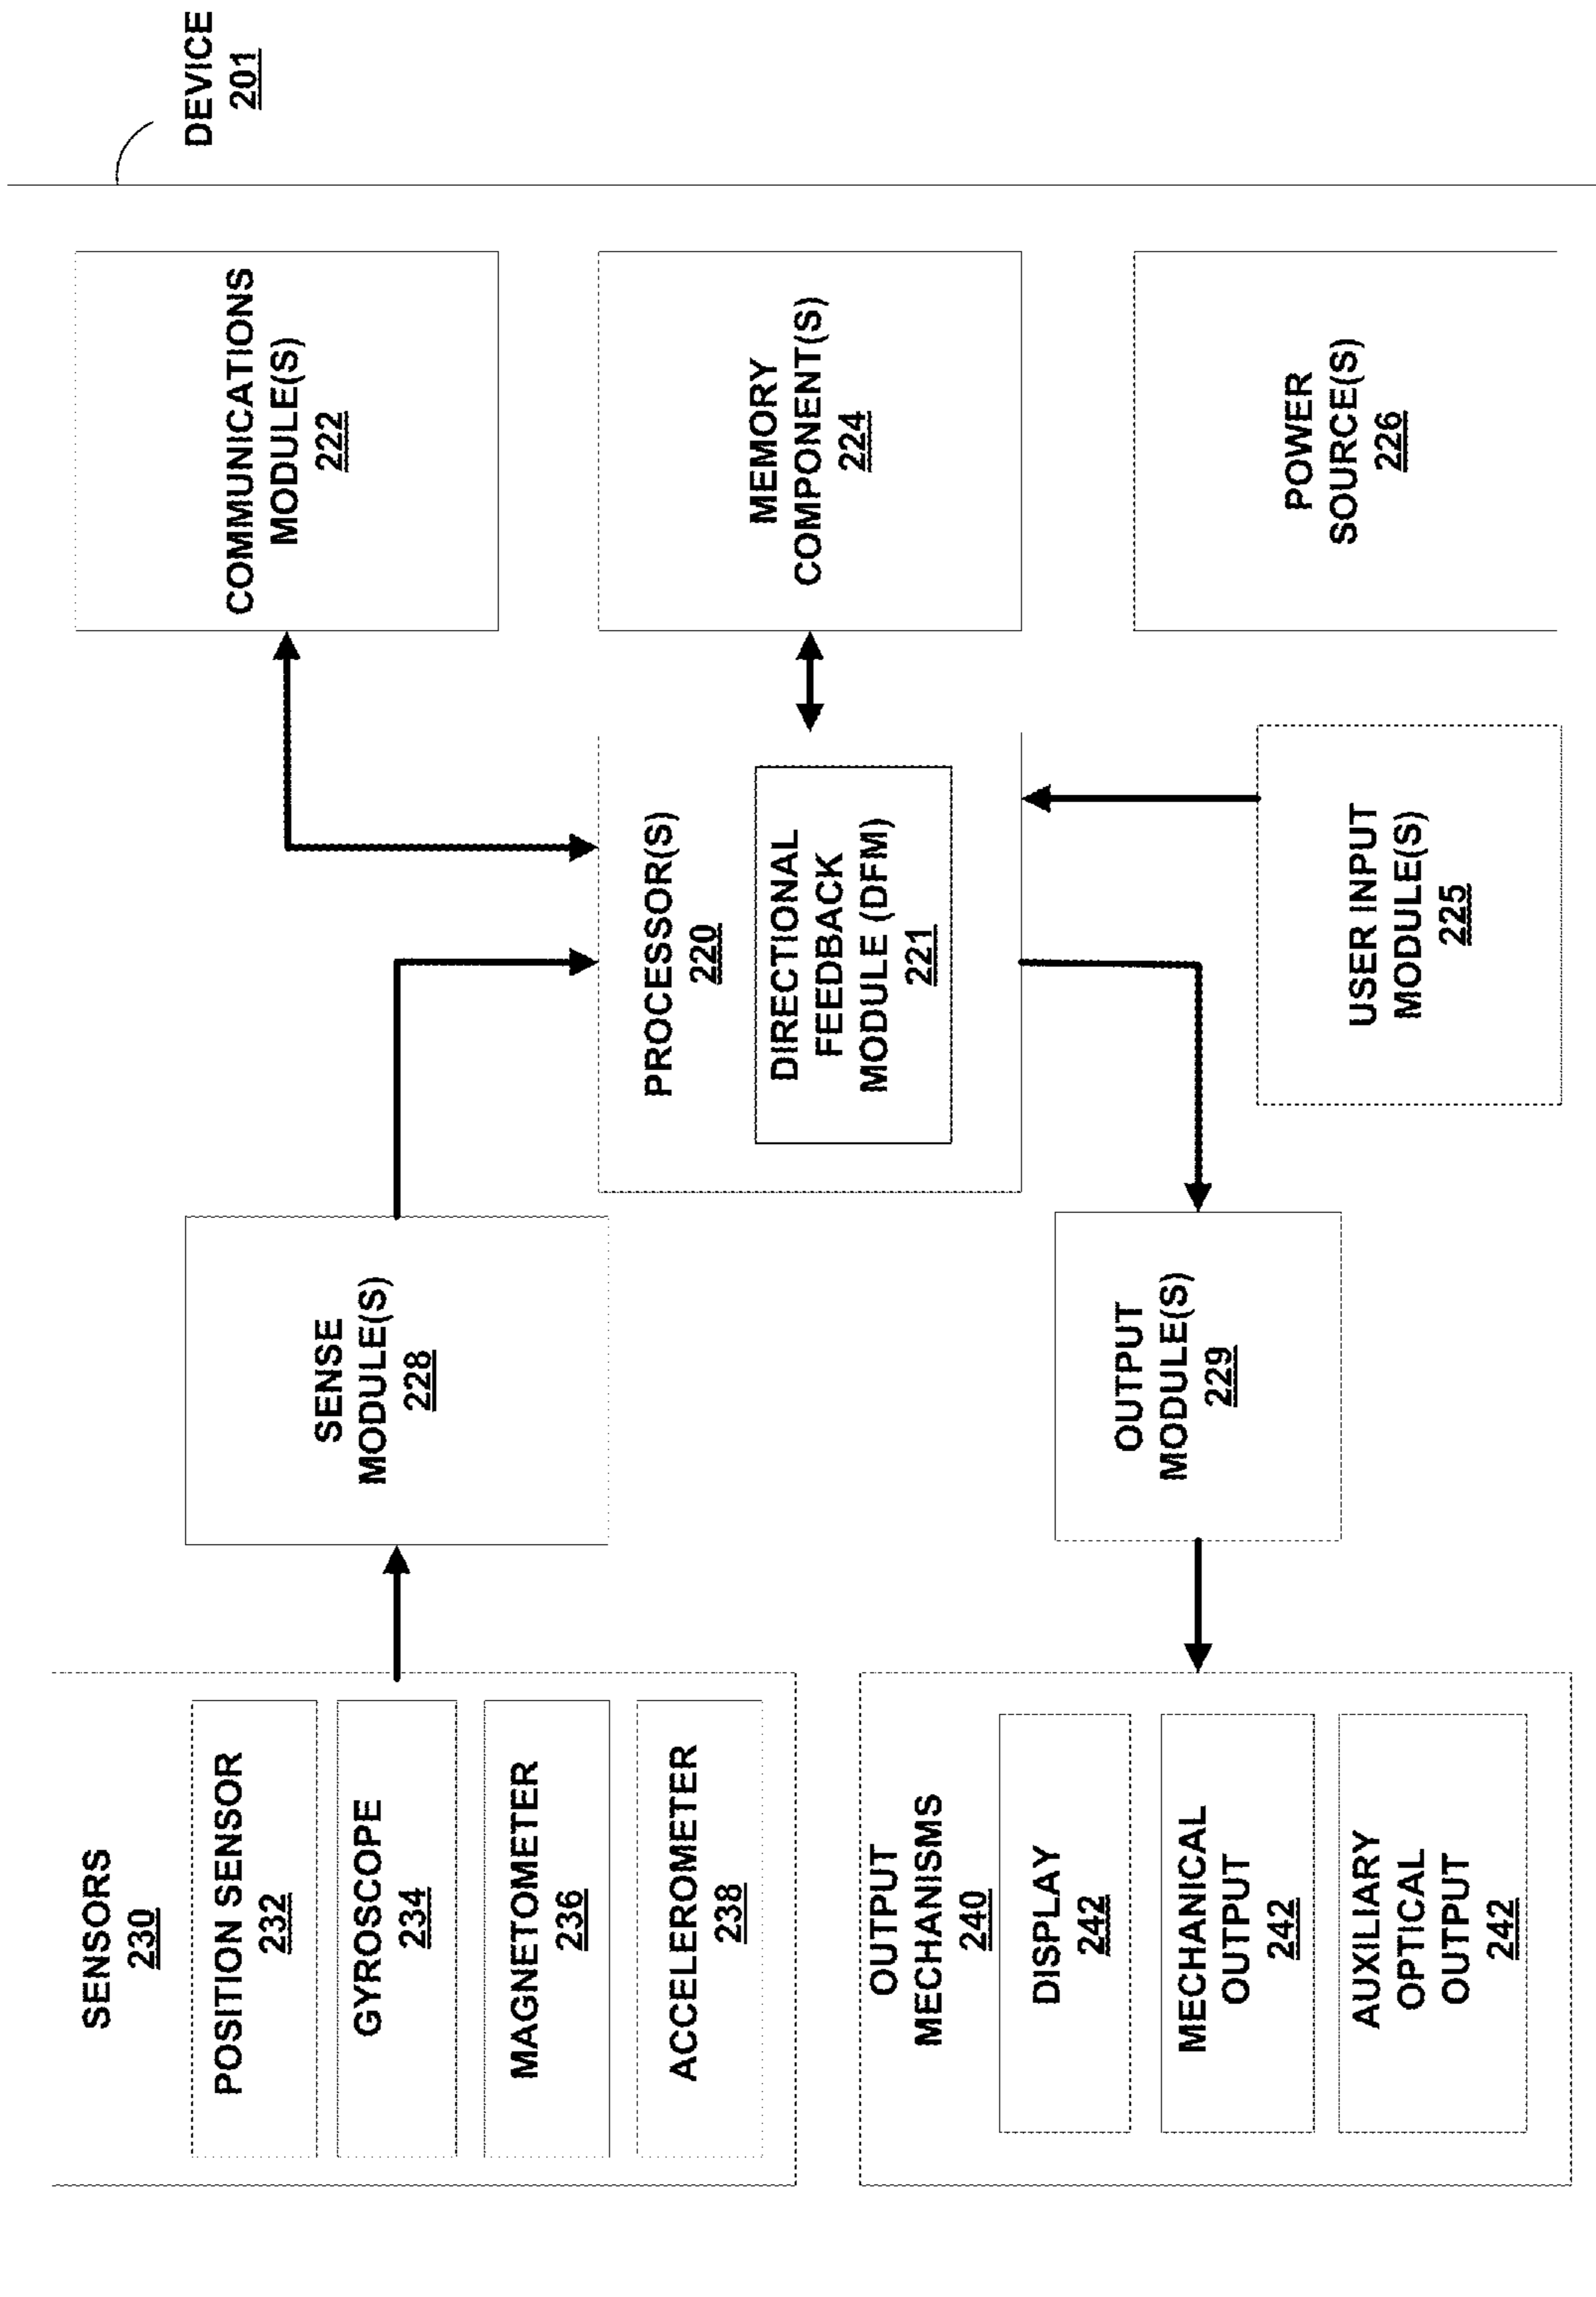 DEVICE
201
SENSORS
230
POSITION SENSOR
232
GYROSCOPE
234
MAGNETOMETER
236
ACCELEROMETER
238
SENSE
MODULE(S)
228
COMMUNICATIONS
MODULE(S)
222
PROCESSOR(S)
220
DIRECTIONAL
FEEDBACK
MODULE (DFM)
221
MEMORY
COMPONENT(S)
224
OUTPUT
MECHANISMS
240
DISPLAY
242
MECHANICAL
OUTPUT
242
AUXILIARY
OPTICAL
OUTPUT
242
OUTPUT
MODULE(S)
229
USER INPUT
MODULE(S)
225
POWER
SOURCE(S)
226